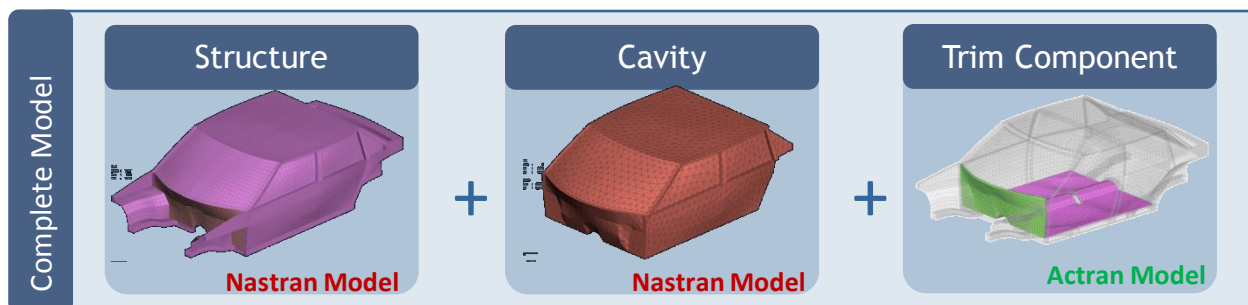 Complete Model
Structure
Cavity
Trim Component
+
+
Nastran Model
Nastran Model
Actran Model